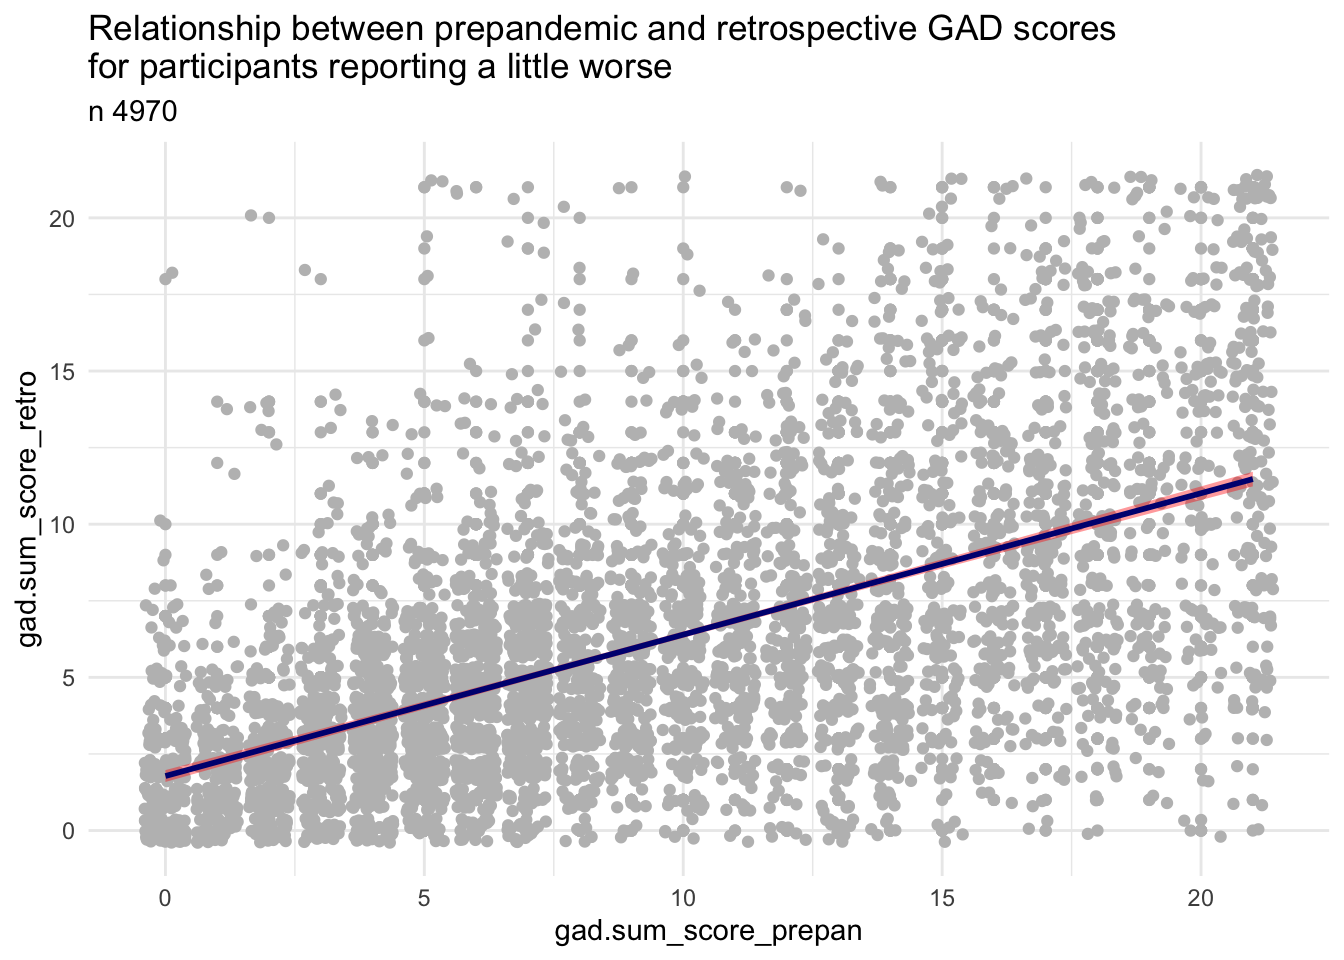 Relationship between prepandemic and retrospective GAD scores
for participants reporting a little worse
n 4970
20
15
10
5
0
gad.sum_score_retro
0
5
10
15
20
gad.sum_score_prepan